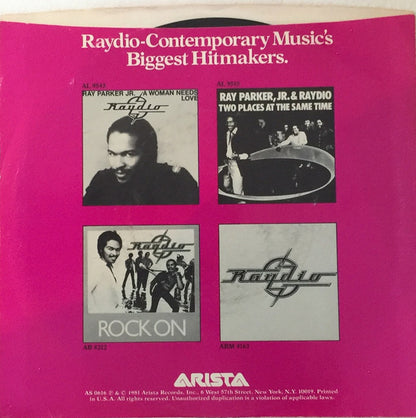 Raydio-Contemporary Music's
Biggest Hitmakers.
AL 9543
RAY PARKER JR./A WOMAN NEEDS
LOVE
Raydio
AL 9515
RAY PARKER, JR. & RAYDIO
TWO PLACES AT THE SAME TIME
Raydio
ROCK ON
AB 4212
Raydio
ABM 4163
ARISTA
AS 0616 Ⓟ & © 1981 Arista Records, Inc., 6 West 57th Street, New York, N.Y. 10019. Printed
in U.S.A. All rights reserved. Unauthorized duplication is a violation of applicable laws.